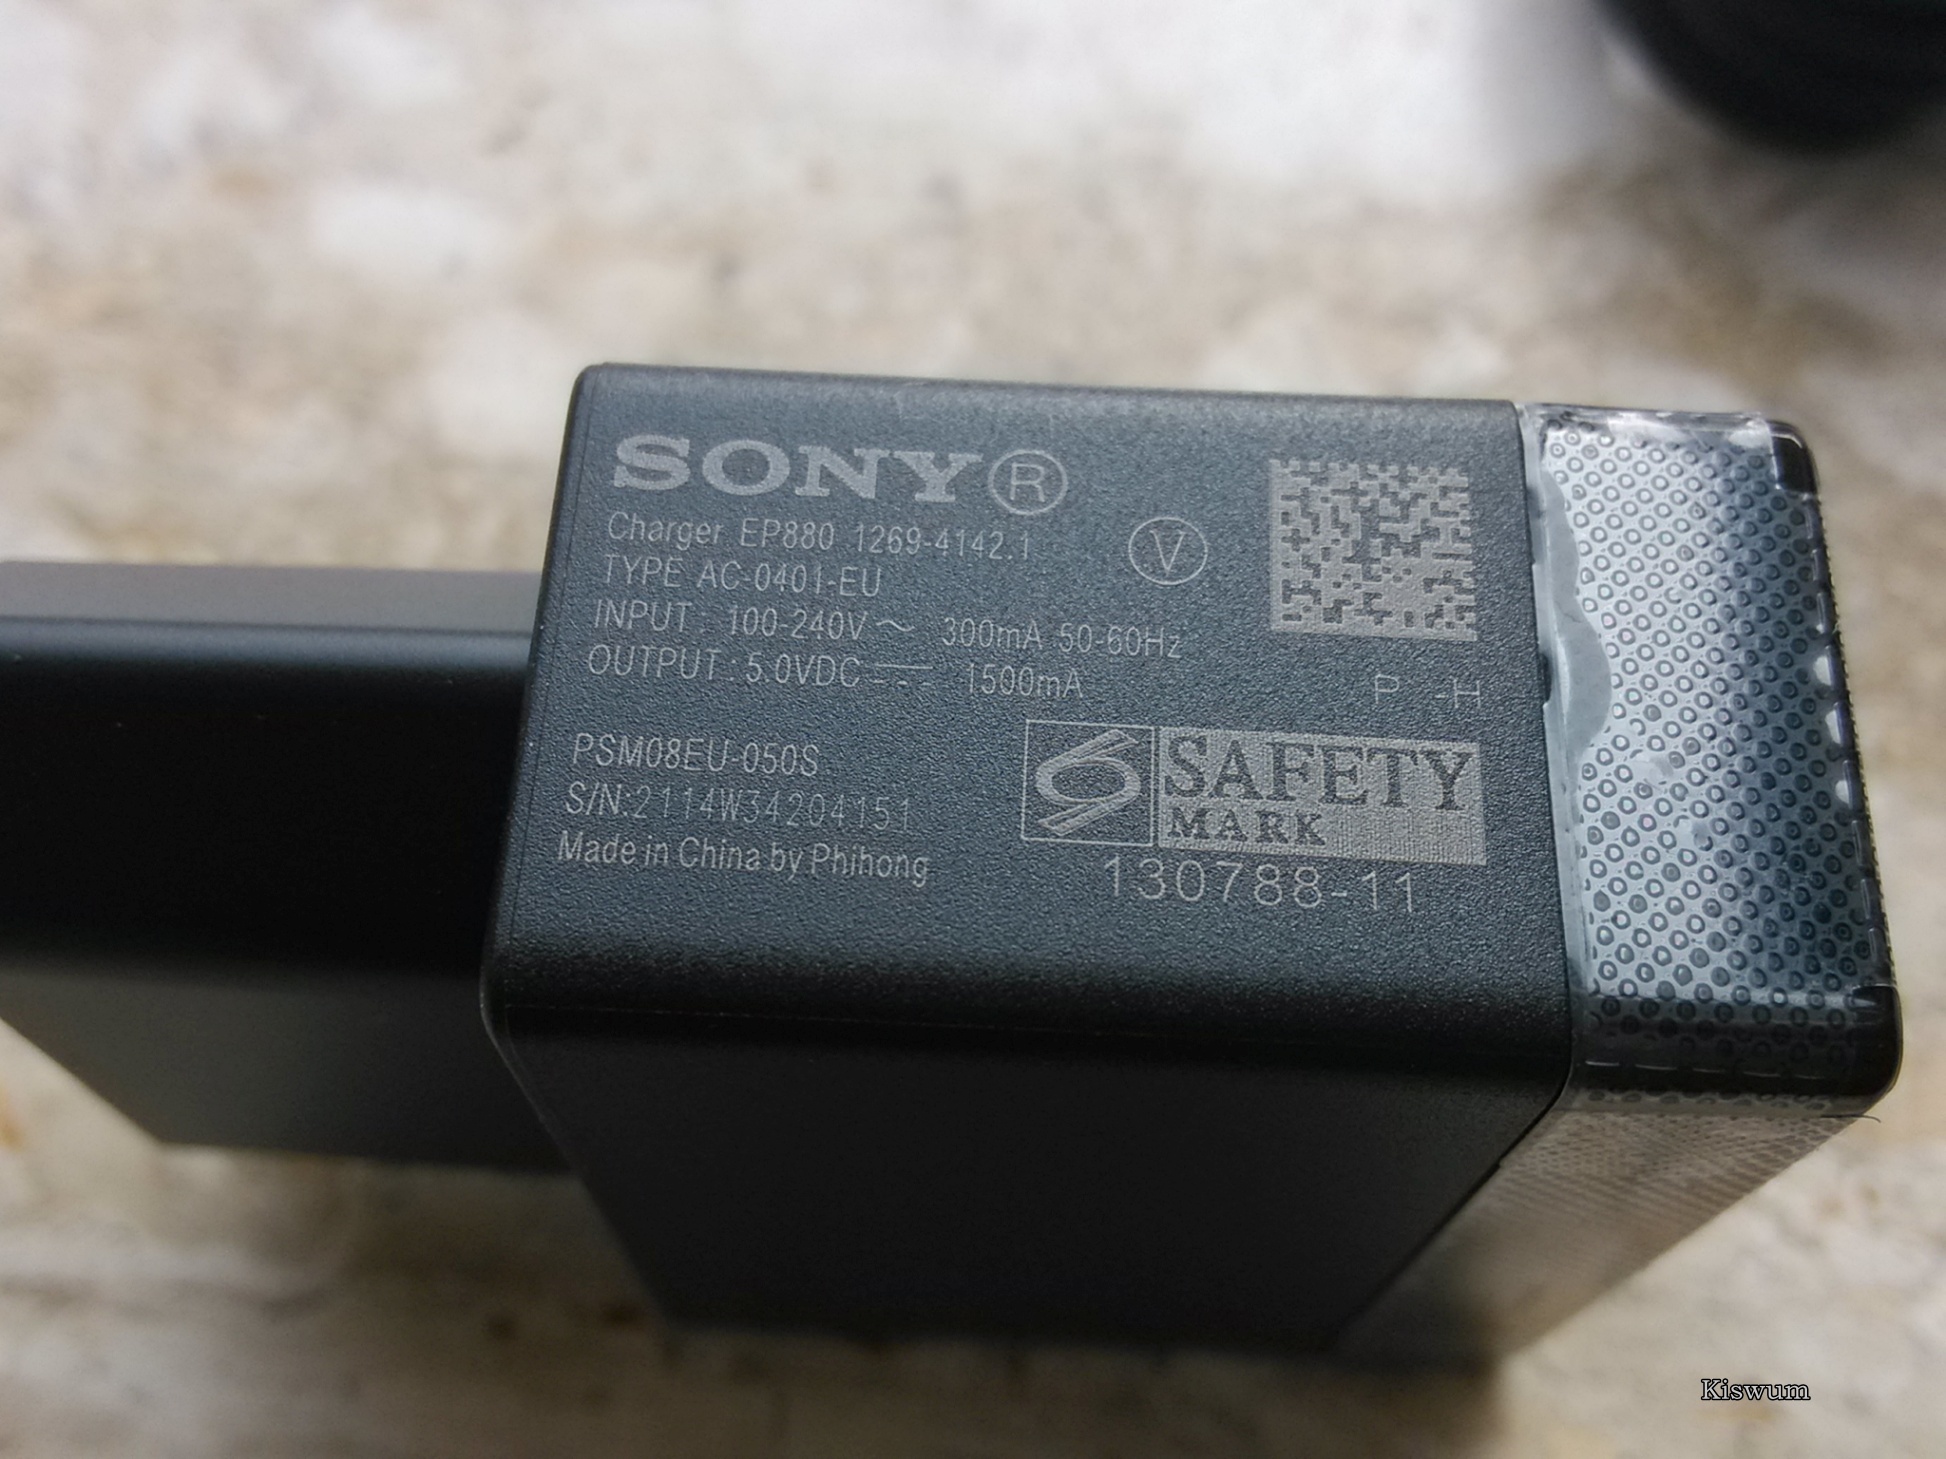 SONY®
Charger EP880 1269-4142.1
TYPE AC-0401-EU
INPUT: 100-240V ~ 300mA 50-60Hz
OUTPUT: 5.0VDC ⎓ 1500mA
V
P -H
PSM08EU-050S
S/N:2114W34204151
Made in China by Phihong
SAFETY
MARK
130788-11
Kiswum